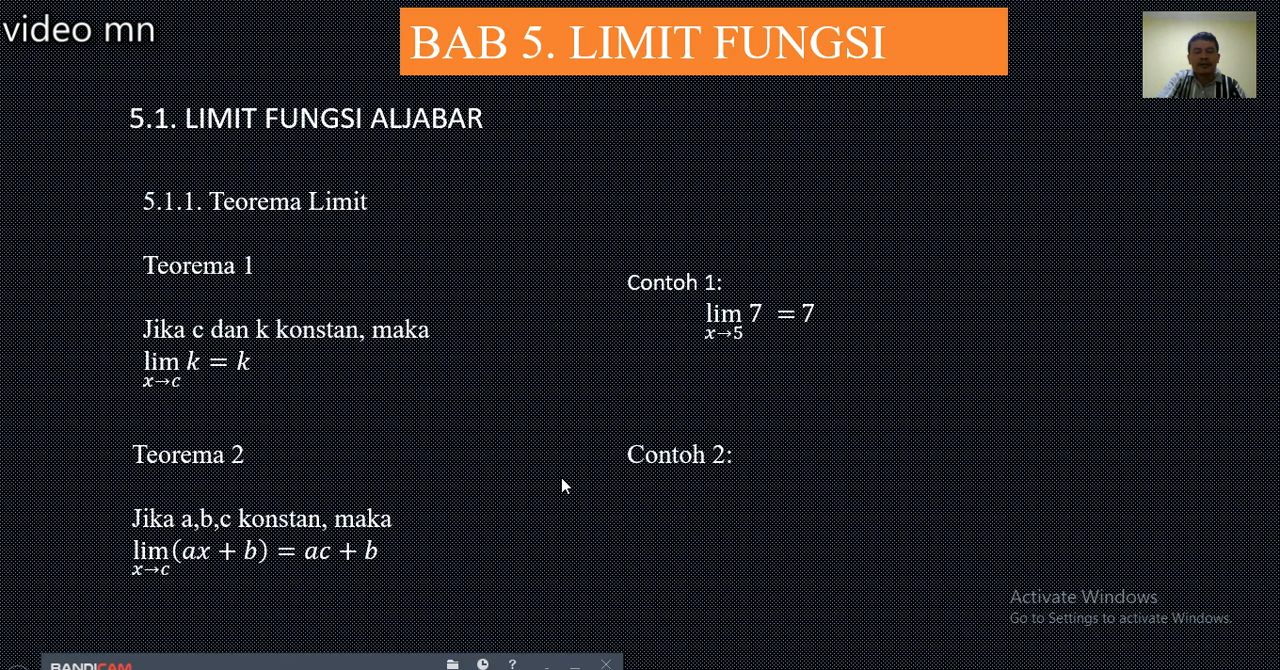 video mn
BAB 5. LIMIT FUNGSI
5.1. LIMIT FUNGSI ALJABAR
5.1.1. Teorema Limit
Teorema 1
Jika c dan k konstan, maka
lim k = k
x→c
Contoh 1:
lim 7 = 7
x→5
Teorema 2
Jika a,b,c konstan, maka
lim(ax + b) = ac + b
x→c
Contoh 2:
Activate Windows
Go to Settings to activate Windows.
BANDICAM